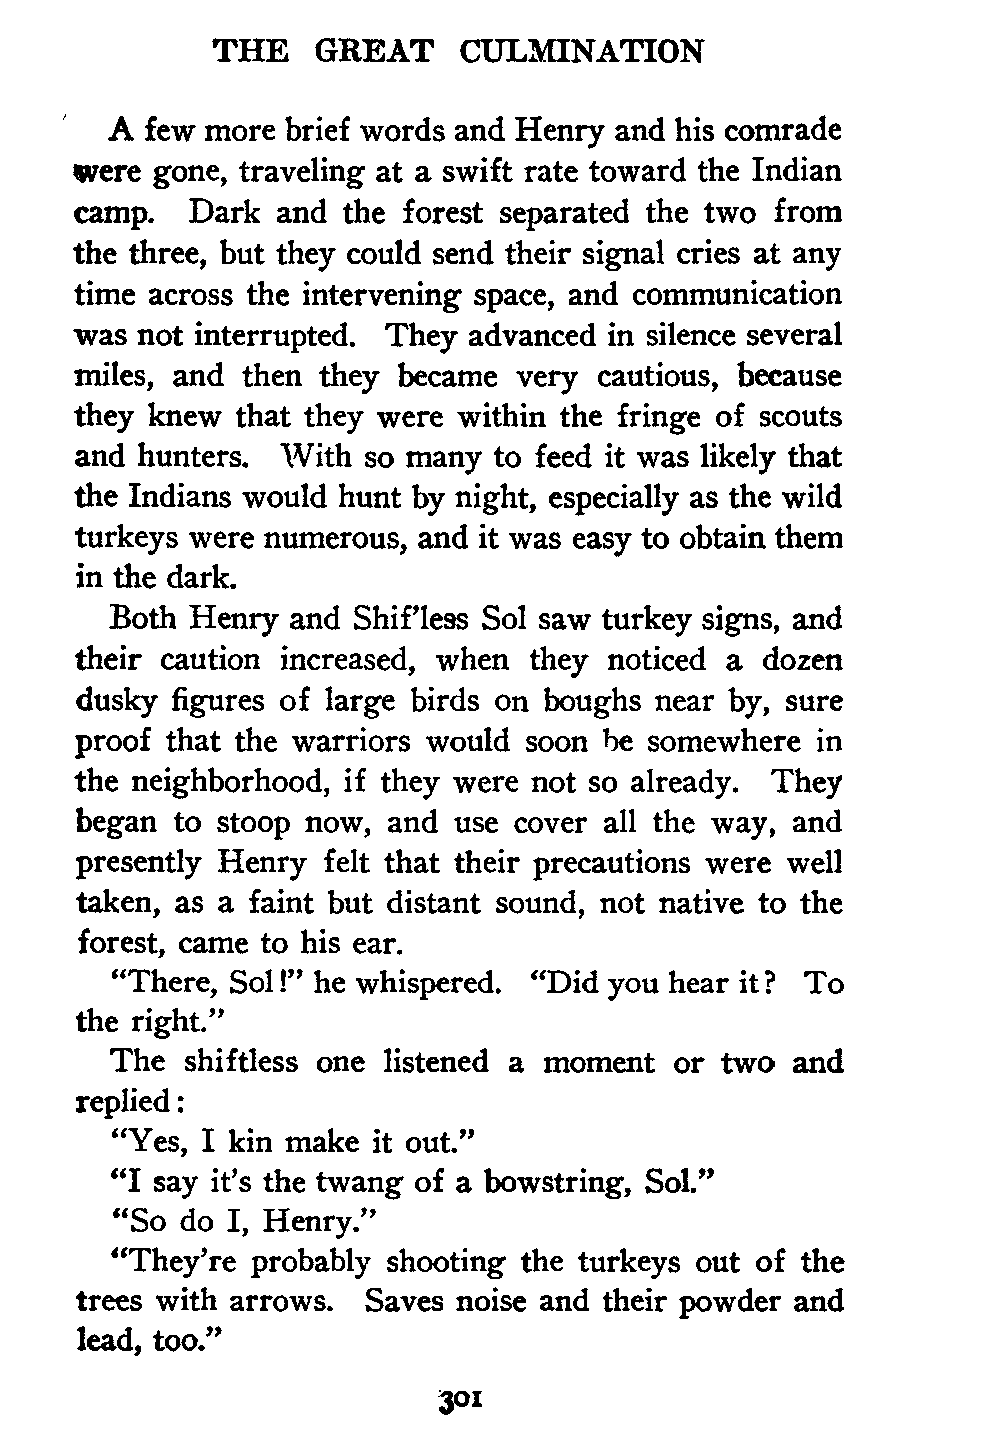 THE GREAT CULMINATION
A few more brief words and Henry and his comrade
were gone, traveling at a swift rate toward the Indian
camp. Dark and the forest separated the two from
the three, but they could send their signal cries at any
time across the intervening space, and communication
was not interrupted. They advanced in silence several
miles, and then they became very cautious, because
they knew that they were within the fringe of scouts
and hunters. With so many to feed it was likely that
the Indians would hunt by night, especially as the wild
turkeys were numerous, and it was easy to obtain them
in the dark.
Both Henry and Shif'less Sol saw turkey signs, and
their caution increased, when they noticed a dozen
dusky figures of large birds on boughs near by, sure
proof that the warriors would soon be somewhere in
the neighborhood, if they were not so already. They
began to stoop now, and use cover all the way, and
presently Henry felt that their precautions were well
taken, as a faint but distant sound, not native to the
forest, came to his ear.
"There, Sol!" he whispered. "Did you hear it? To
the right."
The shiftless one listened a moment or two and
replied:
"Yes, I kin make it out."
"I say it's the twang of a bowstring, Sol."
"So do I, Henry."
"They're probably shooting the turkeys out of the
trees with arrows. Saves noise and their powder and
lead, too."
301